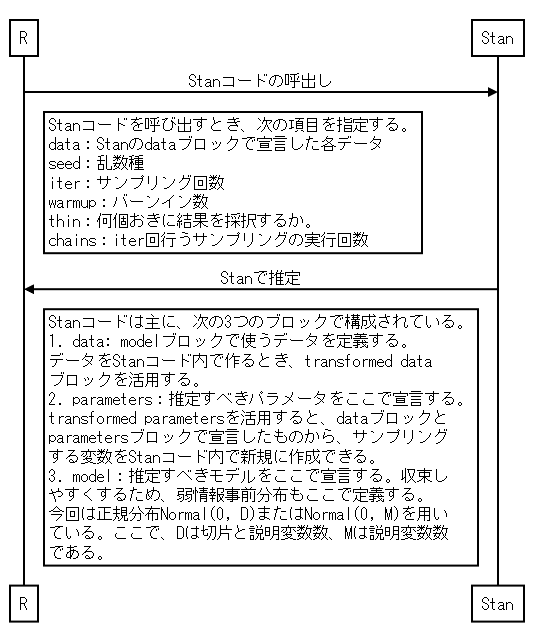 R
Stan
Stanコードの呼出し
Stanコードを呼び出すとき、次の項目を指定する。
data：Stanのdataブロックで宣言した各データ
seed：乱数種
iter：サンプリング回数
warmup：バーンイン数
thin：何個おきに結果を採択するか。
chains：iter回行うサンプリングの実行回数
Stanで推定
Stanコードは主に、次の3つのブロックで構成されている。
1. data: modelブロックで使うデータを定義する。
データをStanコード内で作るとき、transformed data
ブロックを活用する。
2. parameters：推定すべきパラメータをここで宣言する。
transformed parametersを活用すると、dataブロックと
parametersブロックで宣言したものから、サンプリング
する変数をStanコード内で新規に作成できる。
3. model：推定すべきモデルをここで宣言する。収束し
やすくするため、弱情報事前分布もここで定義する。
今回は正規分布Normal(0, D)またはNormal(0, M)を用い
ている。ここで、Dは切片と説明変数数、Mは説明変数数
である。
R
Stan